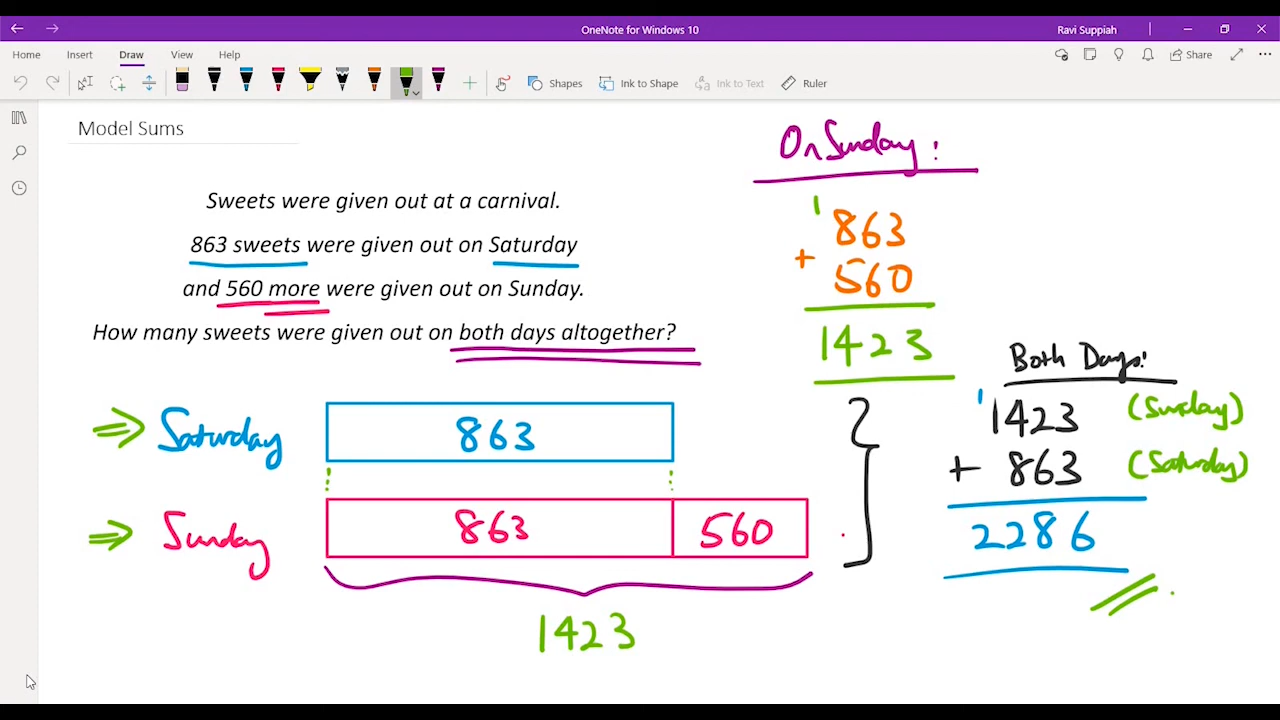 OneNote for Windows 10
Ravi Suppiah
Home Insert Draw View Help
Share
Shapes
Ink to Shape
Ink to Text
Ruler
Model Sums
Sweets were given out at a carnival.
863 sweets were given out on Saturday
and 560 more were given out on Sunday.
How many sweets were given out on both days altogether?
Saturday 863
Sunday 863 560
1423
On Sunday:
1
863
+ 560
1423
Both Days:
1
1423 (Sunday)
+ 863 (Saturday)
2286